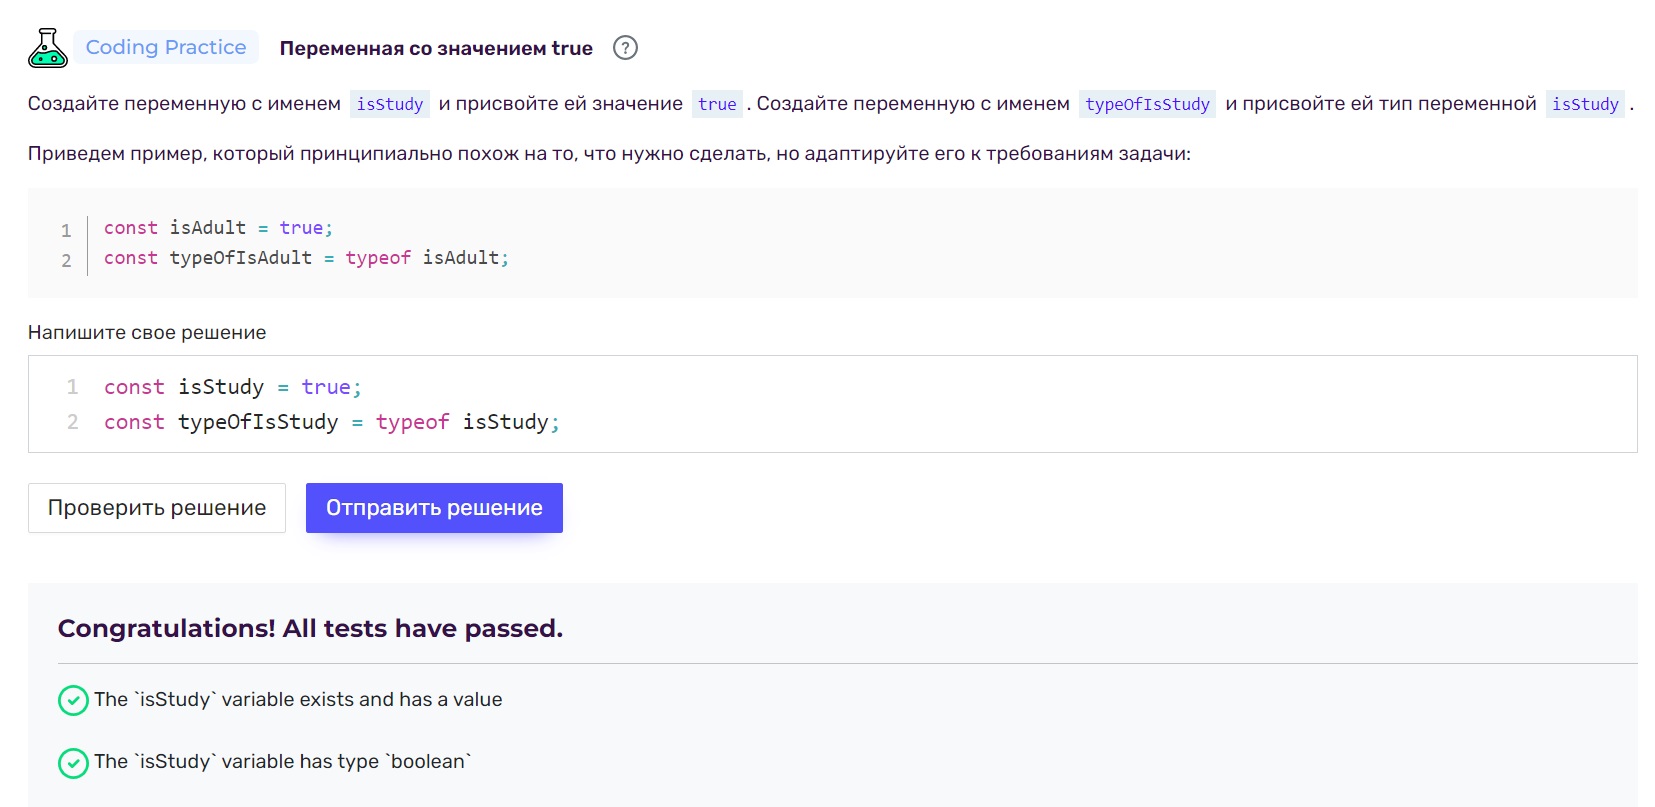 Coding Practice Переменная со значением true ?
Создайте переменную с именем isStudy и присвойте ей значение true . Создайте переменную с именем typeOfIsStudy и присвойте ей тип переменной isStudy .
Приведем пример, который принципиально похож на то, что нужно сделать, но адаптируйте его к требованиям задачи:
1 const isAdult = true;
2 const typeOfIsAdult = typeof isAdult;
Напишите свое решение
1 const isStudy = true;
2 const typeOfIsStudy = typeof isStudy;
Проверить решение Отправить решение
Congratulations! All tests have passed.
The `isStudy` variable exists and has a value
The `isStudy` variable has type `boolean`